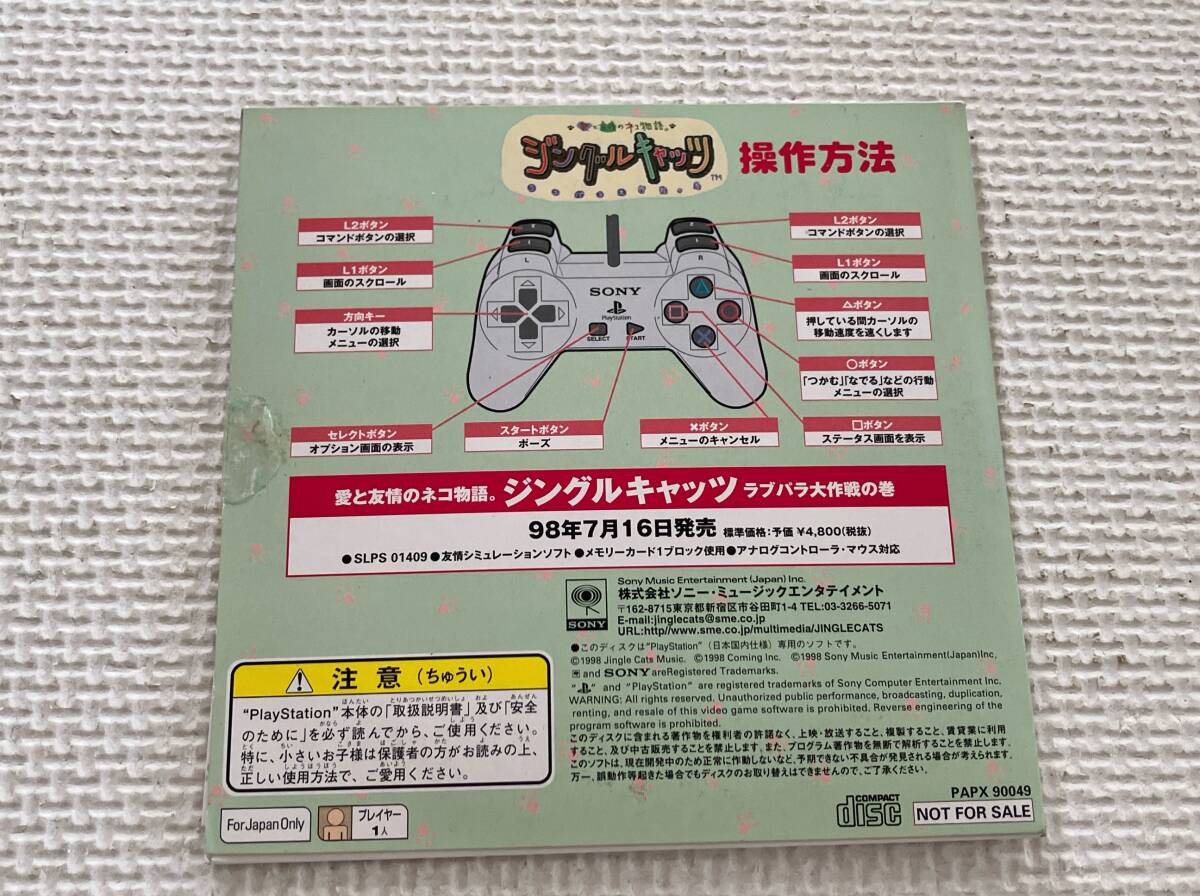 愛と友情のネコ物語。
ジングルキャッツ™
操作方法
L2ボタン
コマンドボタンの選択
L1ボタン
画面のスクロール
方向キー
カーソルの移動
メニューの選択
セレクトボタン
オプション画面の表示
スタートボタン
ポーズ
L2ボタン
コマンドボタンの選択
L1ボタン
画面のスクロール
△ボタン
押している間カーソルの
移動速度を速くします
○ボタン
「つかむ」「なでる」などの行動
メニューの選択
□ボタン
ステータス画面を表示
×ボタン
メニューのキャンセル
2
1
L
2
1
R
SONY
PlayStation
SELECT
START
愛と友情のネコ物語。ジングルキャッツ ラブパラ大作戦の巻
98年7月16日発売 標準価格:予価 ¥4,800(税抜)
●SLPS 01409●友情シミュレーションソフト●メモリーカード1ブロック使用●アナログコントローラ・マウス対応
SONY
Sony Music Entertainment (Japan) Inc.
株式会社ソニー・ミュージックエンタテイメント
〒162-8715東京都新宿区市谷田町1-4 TEL:03-3266-5071
E-mail:jinglecats@sme.co.jp
URL:http//www.sme.co.jp/multimedia/JINGLECATS
●このディスクは"PlayStation"（日本国内仕様）専用のソフトです。
©1998 Jingle Cats Music. ©1998 Coming Inc. ©1998 Sony Music Entertainment(Japan)Inc,
and SONY areRegistered Trademarks.
" " and "PlayStation" are registered trademarks of Sony Computer Entertainment Inc.
WARNING: All rights reserved. Unauthorized public performance, broadcasting, duplication,
renting, and resale of this video game software is prohibited. Reverse engineering of the
program software is prohibited.
このディスクに含まれる著作物を権利者の許諾なく、上映・放送すること、複製すること、賃貸業に利用
すること、及び中古販売することを禁止します。また、プログラム著作物を無断で解析することを禁止します。
このソフトは、現在開発中のため正常に作動しないなど、予期できない不具合が発見される場合が考えられます。
万一、誤動作等起きた場合でもディスクのお取り替えはできませんので、ご了承ください。
注意（ちゅうい）
"PlayStation"本体の「取扱説明書」及び「安全
のために」を必ず読んでから、ご使用ください。
特に、小さいお子様は保護者の方がお読みの上、
正しい使用方法で、ご愛用ください。
For Japan Only
プレイヤー
1人
COMPACT
disc
PAPX 90049
NOT FOR SALE